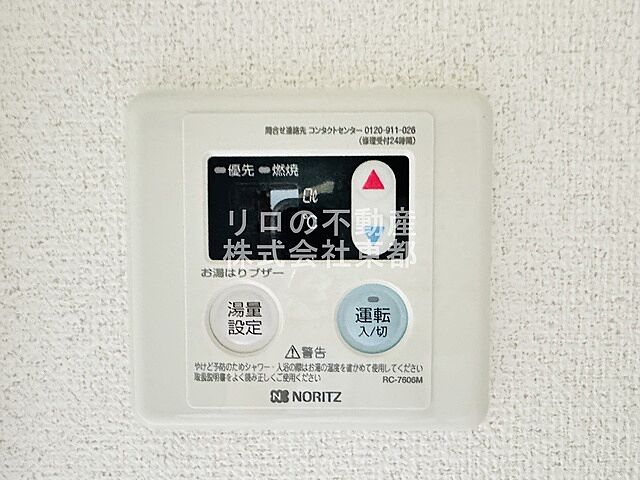 問合せ連絡先 コンタクトセンター 0120-911-026
(修理受付24時間)
優先 燃焼
℃
リロの不動産
株式会社東都
お湯はりブザー
湯量
設定
運転
入/切
⚠警告
やけど予防のためシャワー・入浴の際はお湯の温度を確かめて使用してください
取扱説明書をよく読み正しくご使用ください
RC-7606M
NORITZ